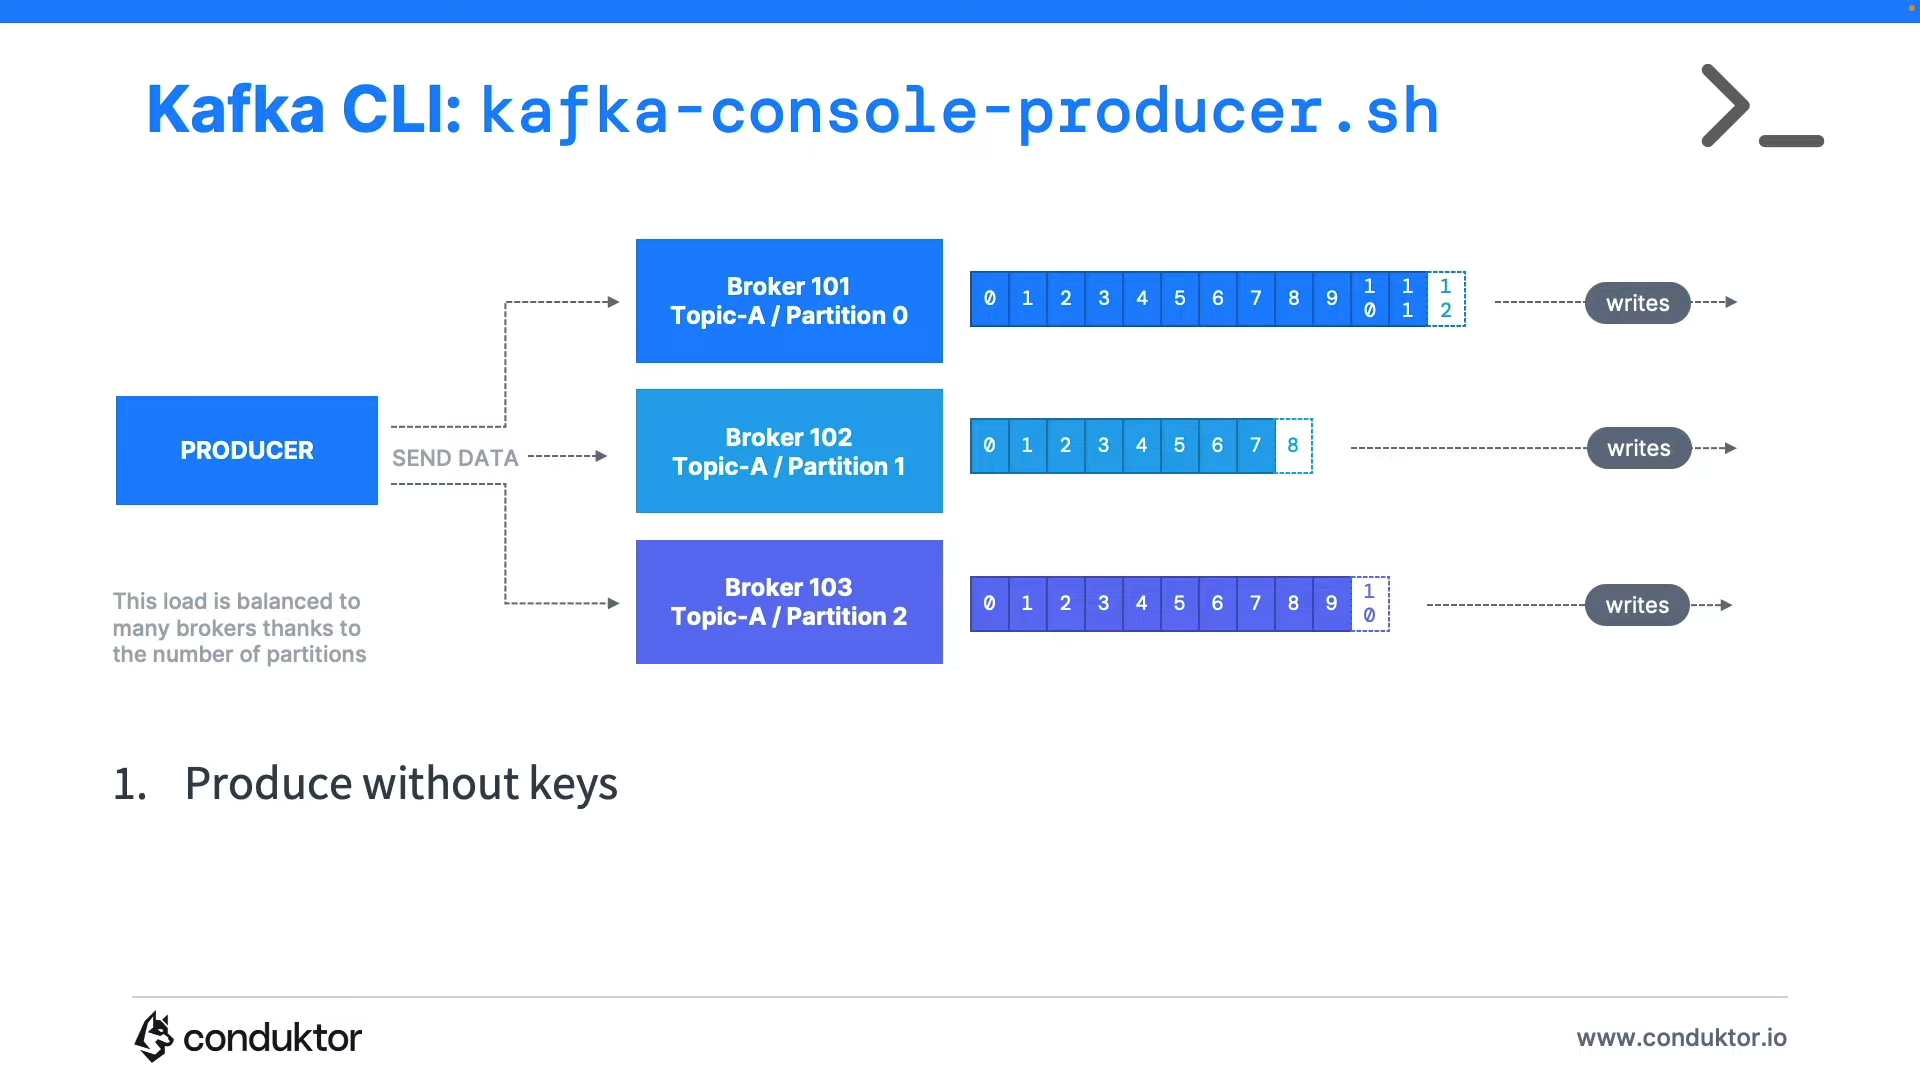 Kafka CLI: kafka-console-producer.sh
Broker 101
Topic-A / Partition 0
0 1 2 3 4 5 6 7 8 9 10 11 12
writes
PRODUCER
SEND DATA
Broker 102
Topic-A / Partition 1
0 1 2 3 4 5 6 7 8
writes
Broker 103
Topic-A / Partition 2
0 1 2 3 4 5 6 7 8 9 10
writes
This load is balanced to
many brokers thanks to
the number of partitions
1. Produce without keys
conduktor
www.conduktor.io